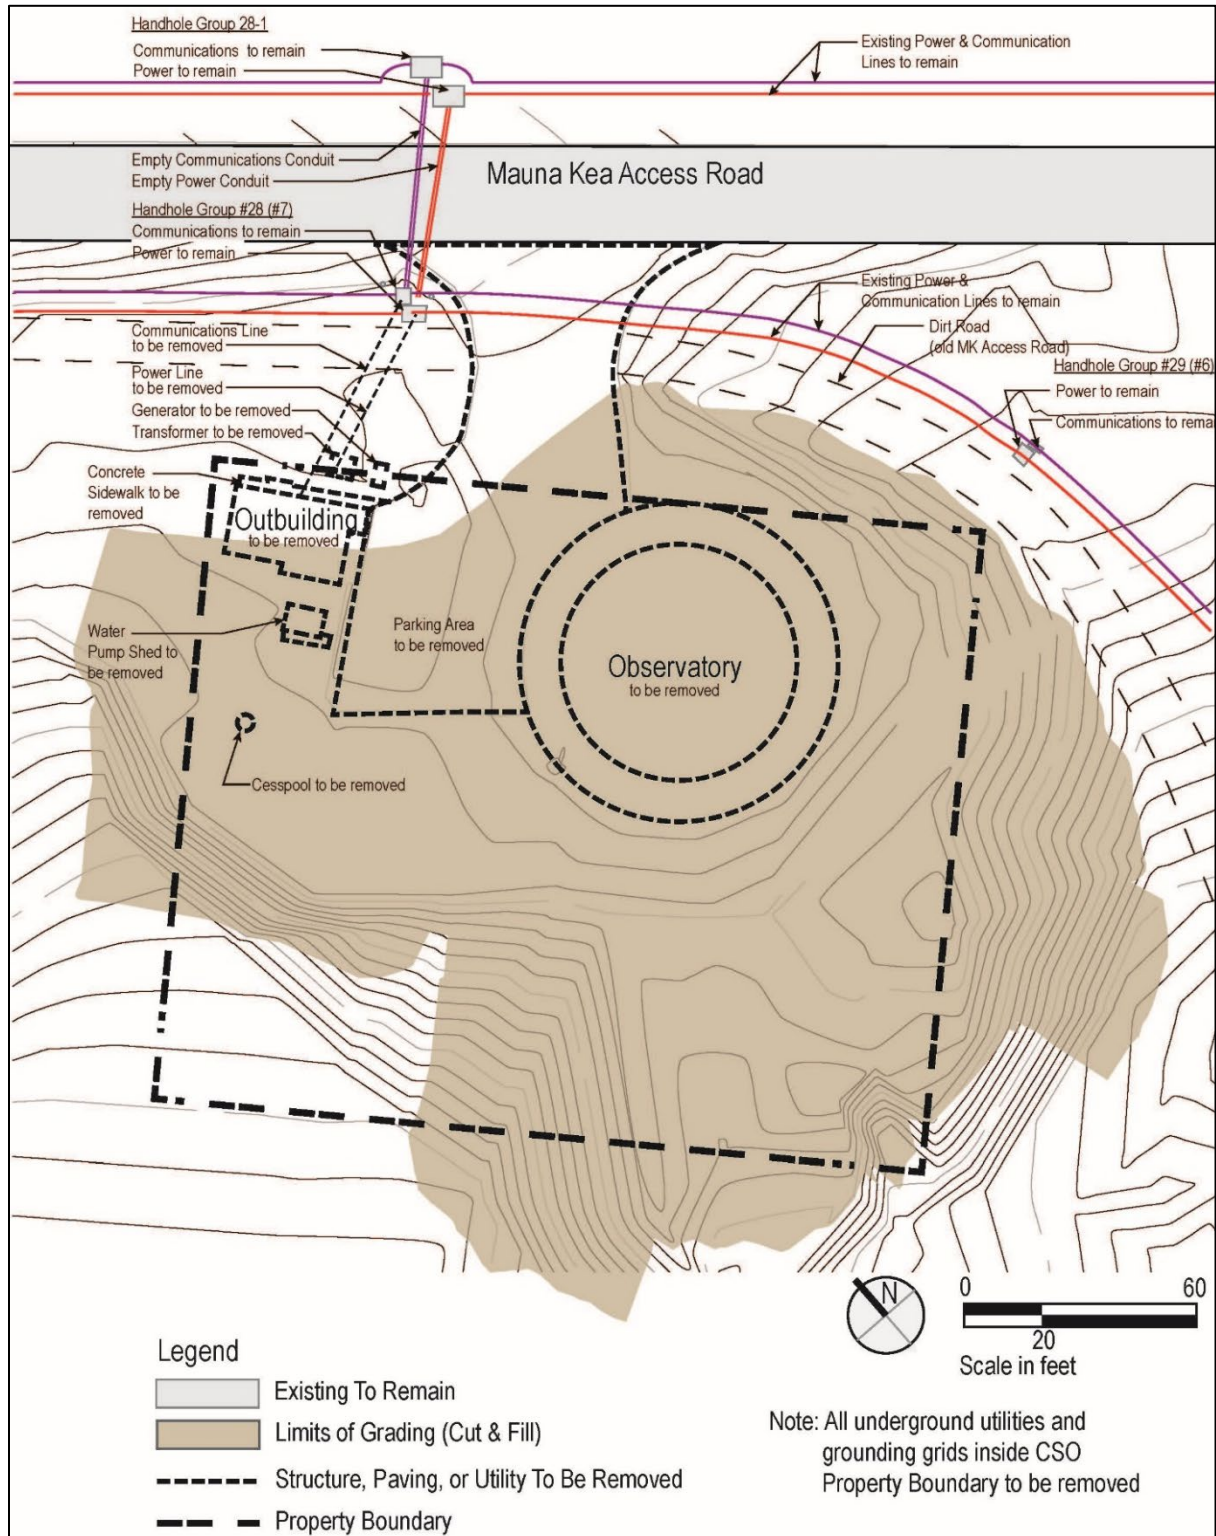 Handhole Group 28-1
Communications to remain
Power to remain
Existing Power & Communication
Lines to remain
Empty Communications Conduit
Empty Power Conduit
Mauna Kea Access Road
Handhole Group #28 (#7)
Communications to remain
Power to remain
Existing Power &
Communication Lines to remain
Dirt Road
(old MK Access Road)
Handhole Group #29 (#6)
Power to remain
Communications to remai
Communications Line
to be removed
Power Line
to be removed
Generator to be removed
Transformer to be removed
Concrete
Sidewalk to be
removed
Outbuilding
to be removed
Water
Pump Shed to
be removed
Parking Area
to be removed
Observatory
to be removed
Cesspool to be removed
N
0 60
20
Scale in feet
Legend
Existing To Remain
Limits of Grading (Cut & Fill)
Structure, Paving, or Utility To Be Removed
Property Boundary
Note: All underground utilities and
grounding grids inside CSO
Property Boundary to be removed